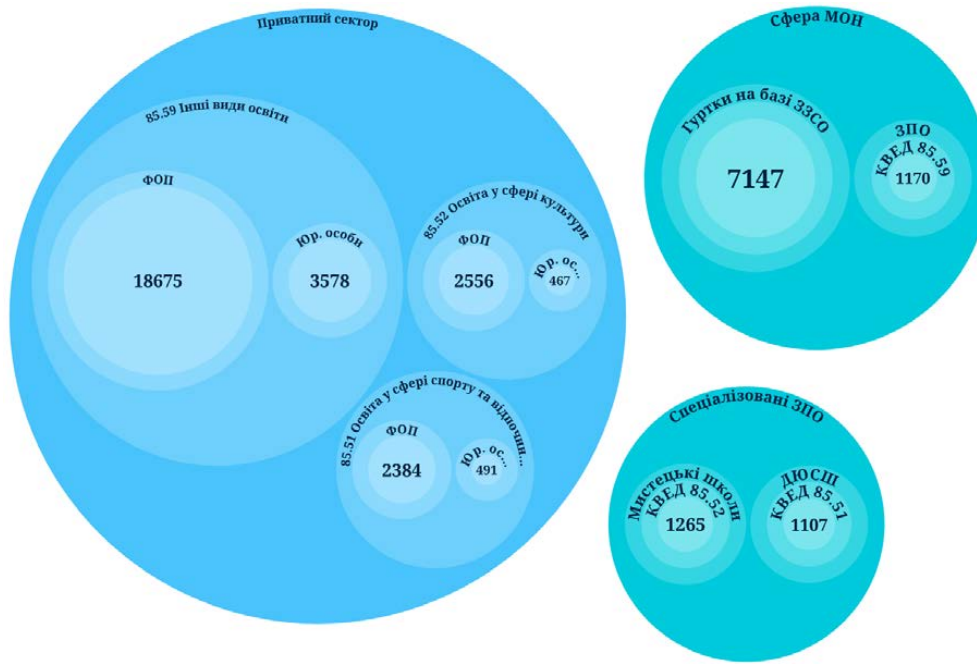 Приватний сектор
85.59 Інші види освіти
ФОП
18675
Юр. особи
3578
85.52 Освіта у сфері культури
ФОП
2556
Юр. ос...
467
85.51 Освіта у сфері спорту та відпочин...
ФОП
2384
Юр. ос...
491
Сфера МОН
Гуртки на базі ЗЗСО
7147
ЗПО
КВЕД 85.59
1170
Спеціалізовані ЗПО
Мистецькі школи
КВЕД 85.52
1265
ДЮСШ
КВЕД 85.51
1107